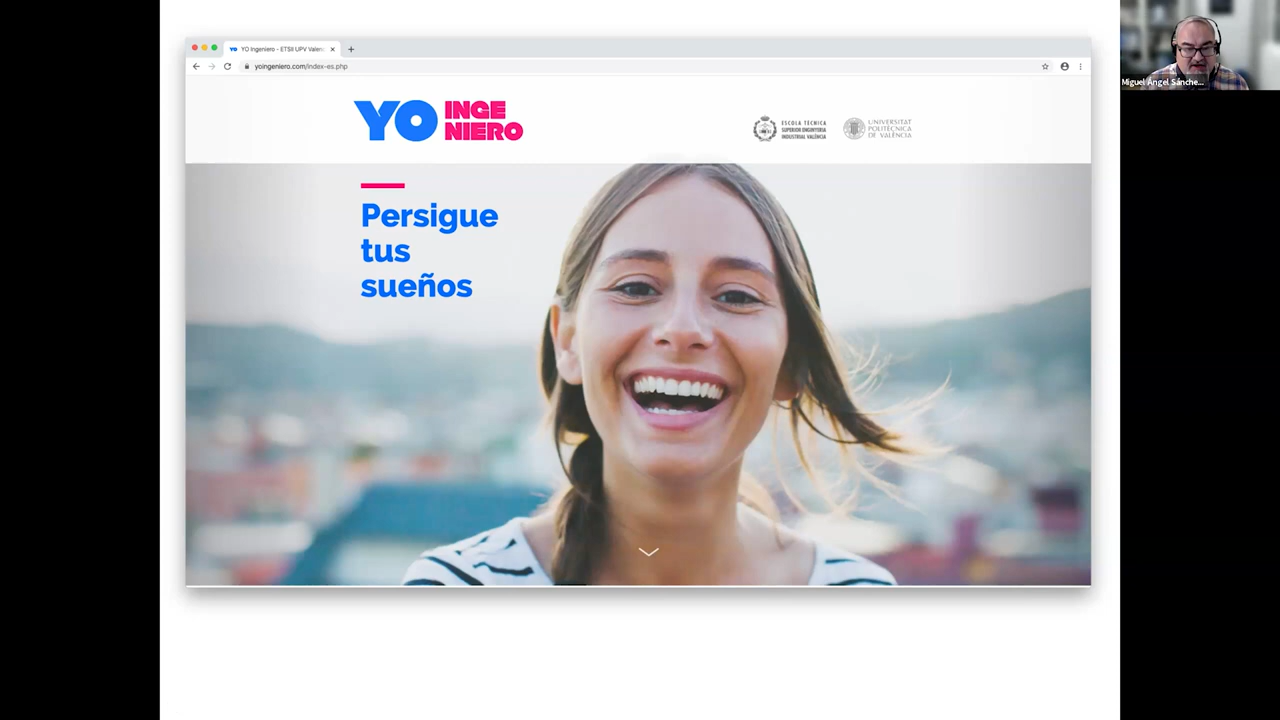 YO Ingeniero - ETSII UPV Valenc
yoingeniero.com/index-es.php
YO INGE
NIERO
ESCOLA TÈCNICA
SUPERIOR ENGINYERIA
INDUSTRIAL VALÈNCIA
UNIVERSITAT
POLITÈCNICA
DE VALÈNCIA
Persigue
tus
sueños
Miguel Ángel Sánche...